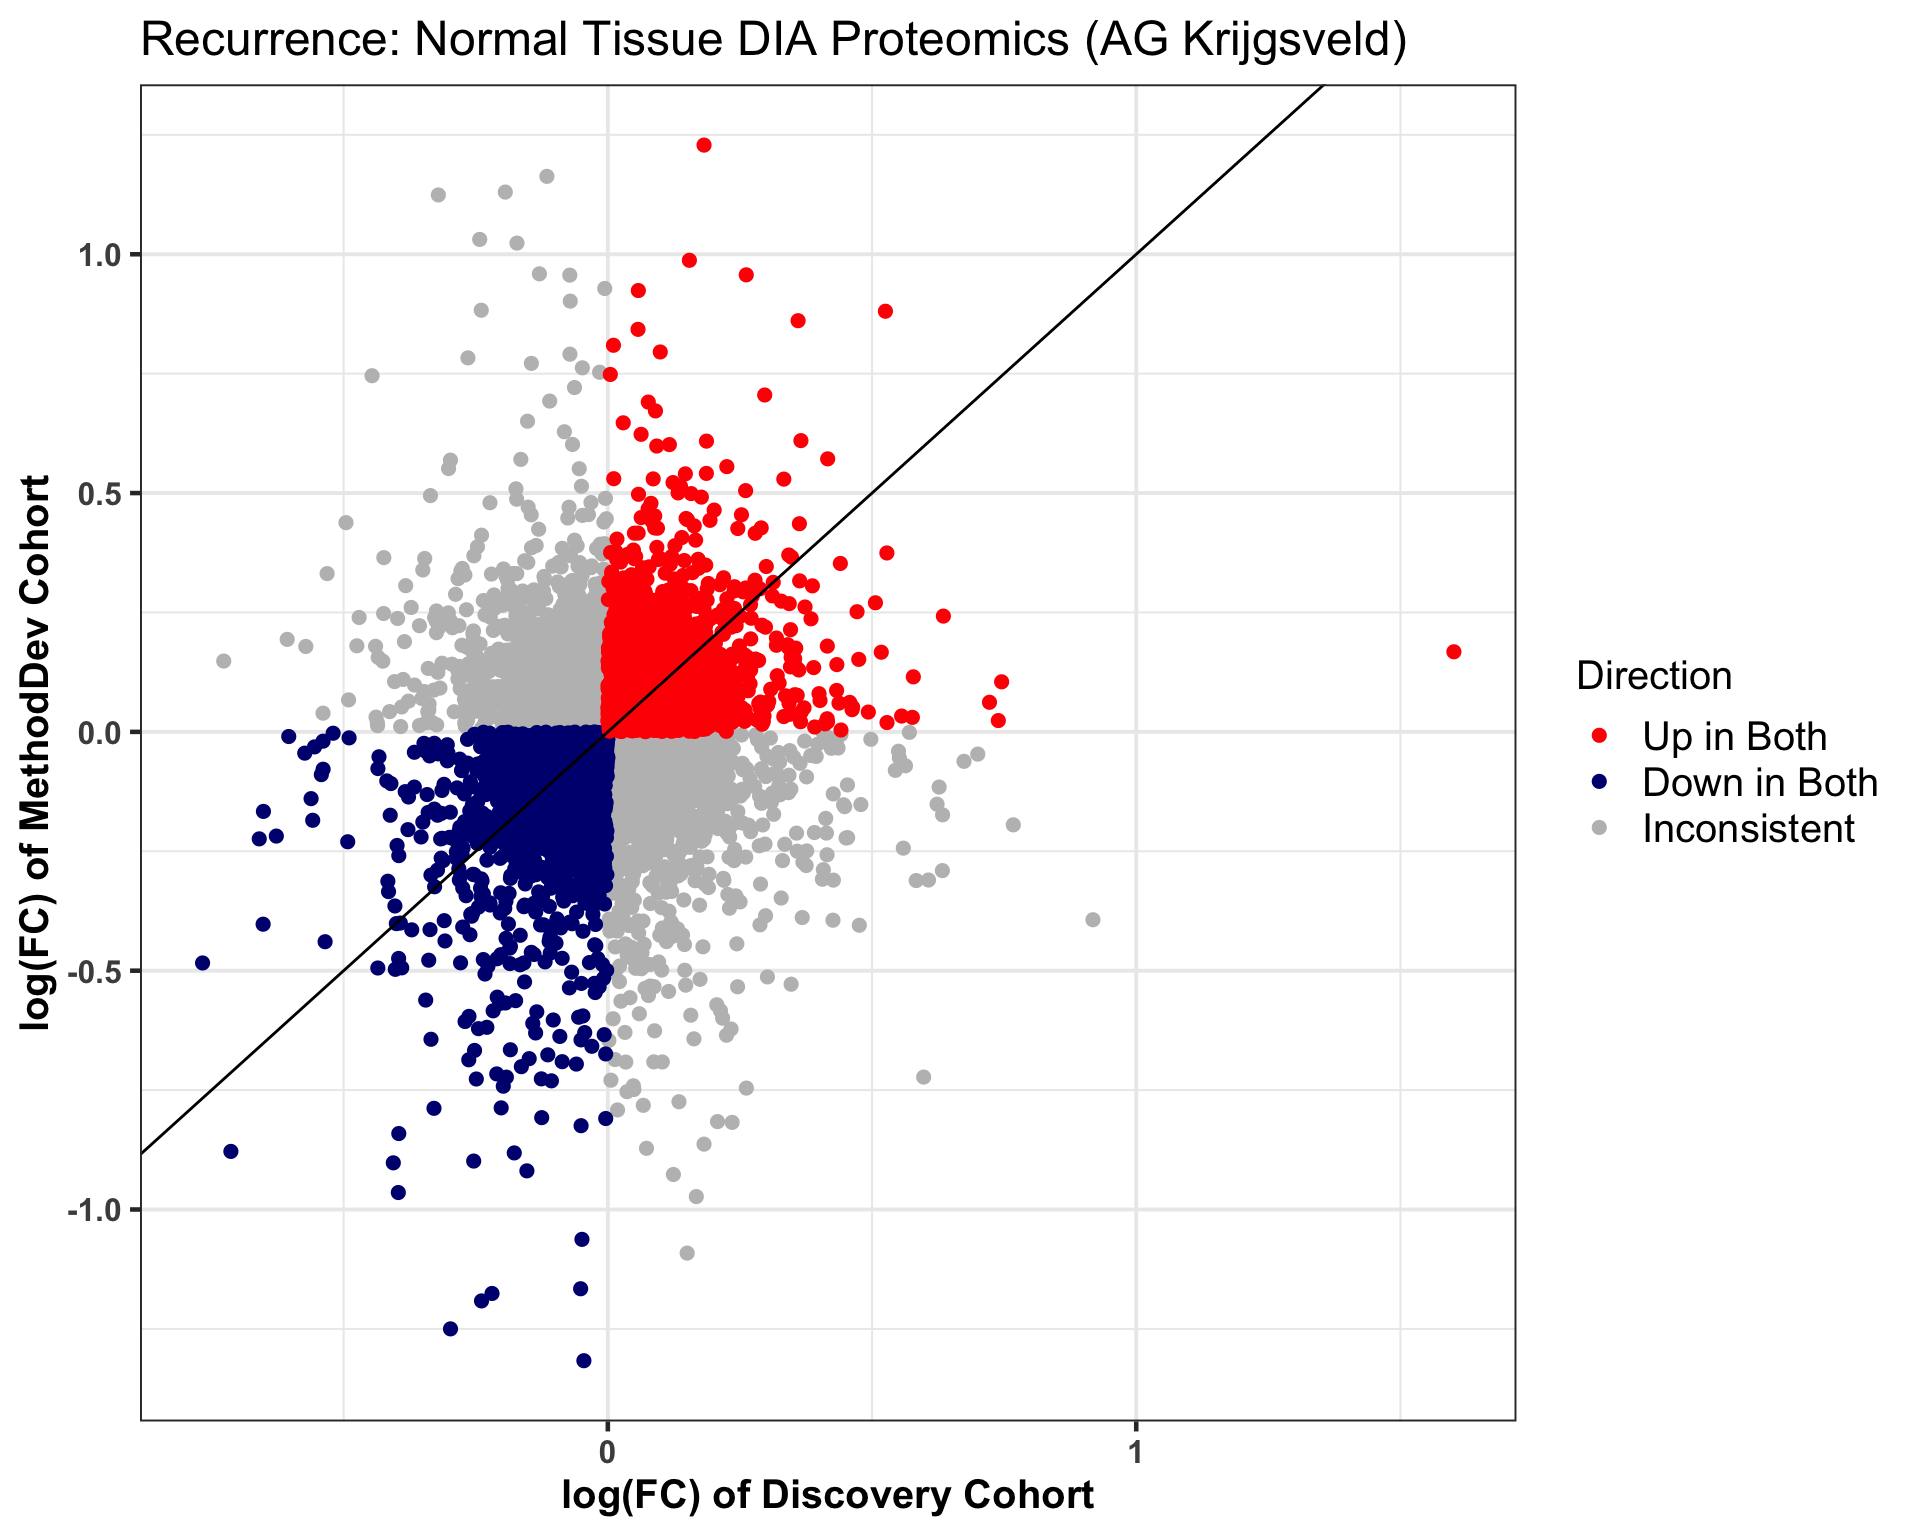 Recurrence: Normal Tissue DIA Proteomics (AG Krijgsveld)
log(FC) of MethodDev Cohort
1.0
0.5
0.0
-0.5
-1.0
0
1
log(FC) of Discovery Cohort
Direction
Up in Both
Down in Both
Inconsistent